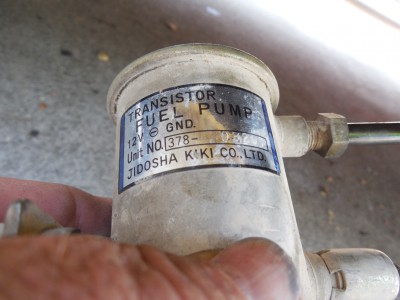 TRANSISTOR
FUEL PUMP
12V ⊖ GND.
Unit NO. 378-
JIDOSHA KIKI CO., LTD.